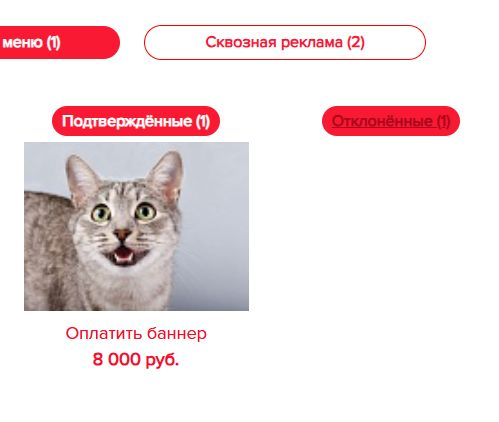 меню (1)
Сквозная реклама (2)
Подтверждённые (1)
Отклонённые (1)
Оплатить баннер
8 000 руб.